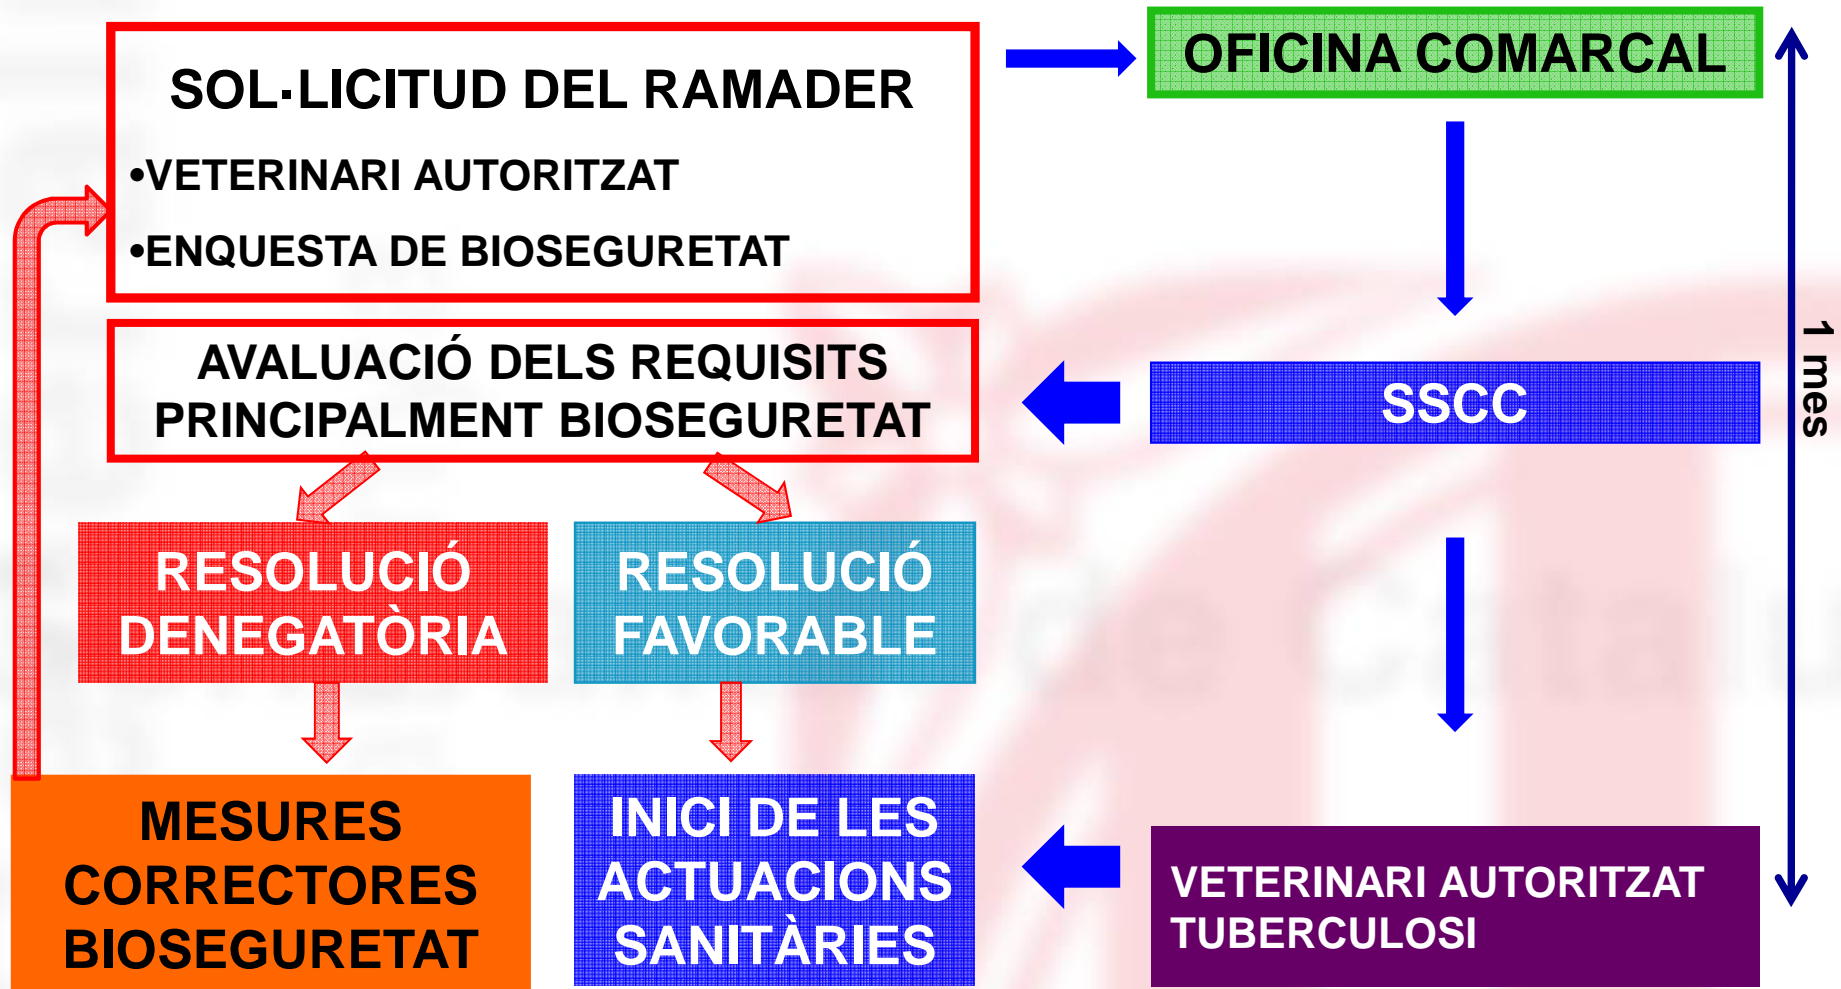 SOL·LICITUD DEL RAMADER
•VETERINARI AUTORITZAT
•ENQUESTA DE BIOSEGURETAT
OFICINA COMARCAL
AVALUACIÓ DELS REQUISITS
PRINCIPALMENT BIOSEGURETAT
SSCC
1 mes
RESOLUCIÓ
DENEGATÒRIA
RESOLUCIÓ
FAVORABLE
MESURES
CORRECTORES
BIOSEGURETAT
INICI DE LES
ACTUACIONS
SANITÀRIES
VETERINARI AUTORITZAT
TUBERCULOSI